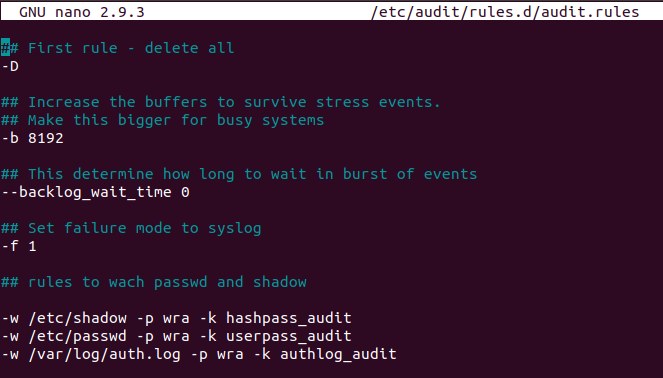 GNU nano 2.9.3 /etc/audit/rules.d/audit.rules
## First rule - delete all
-D
## Increase the buffers to survive stress events.
## Make this bigger for busy systems
-b 8192
## This determine how long to wait in burst of events
--backlog_wait_time 0
## Set failure mode to syslog
-f 1
## rules to wach passwd and shadow
-w /etc/shadow -p wra -k hashpass_audit
-w /etc/passwd -p wra -k userpass_audit
-w /var/log/auth.log -p wra -k authlog_audit